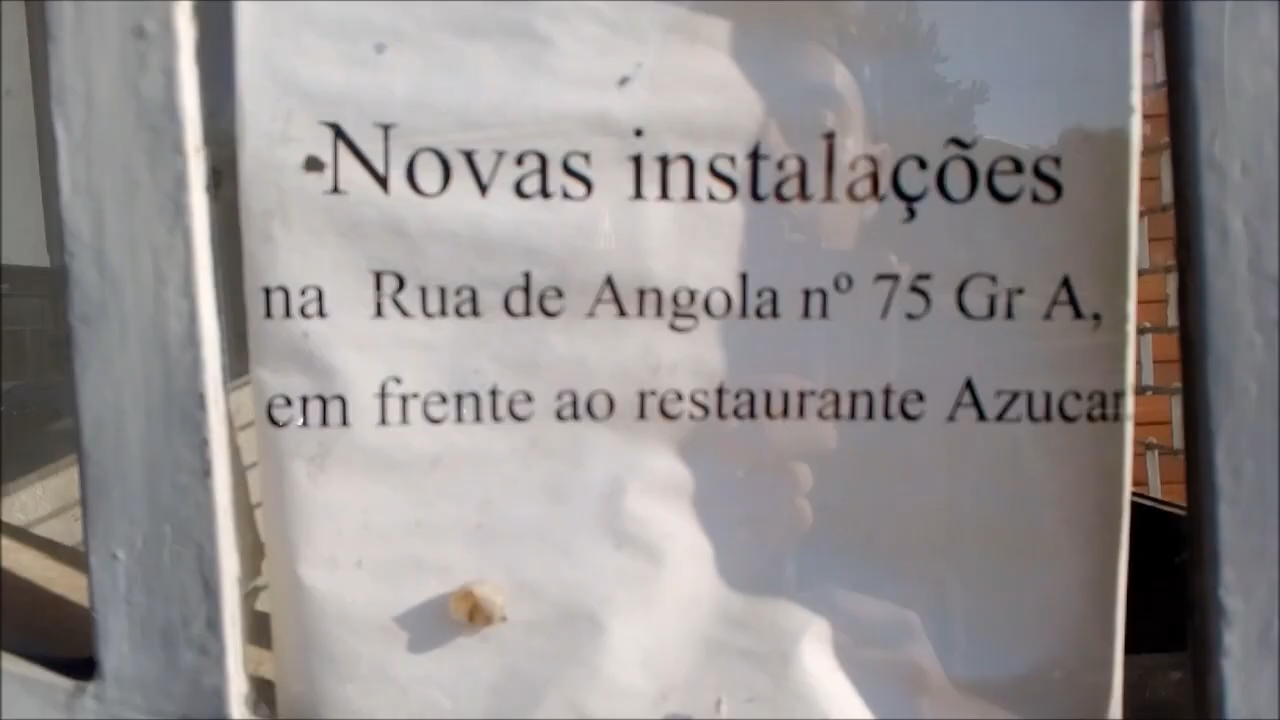 Novas instalações
na Rua de Angola nº 75 Gr A,
em frente ao restaurante Azucar